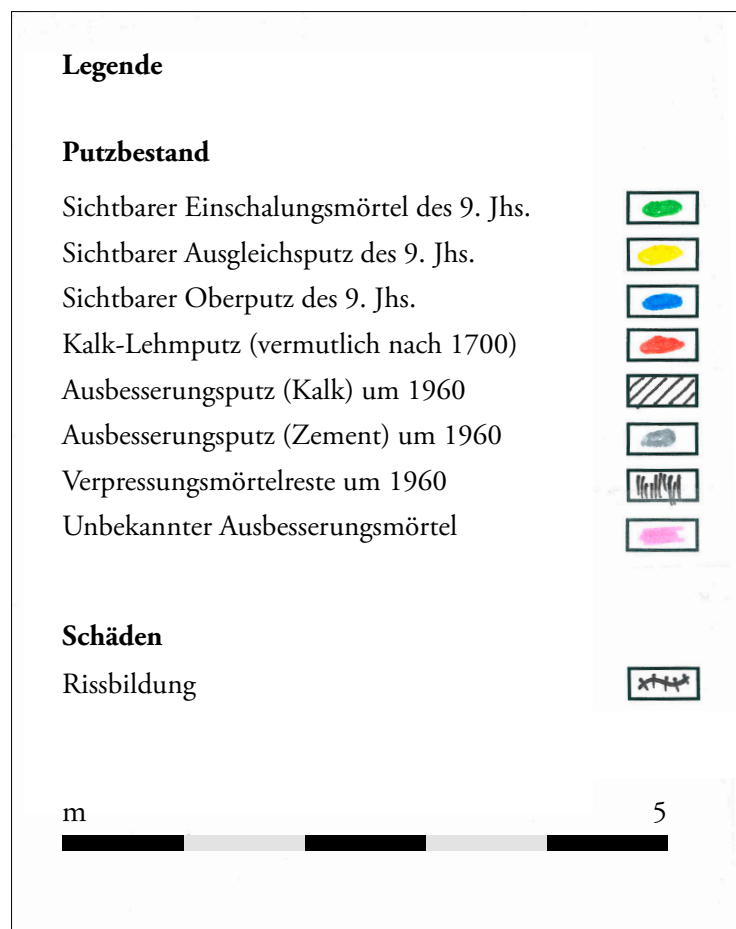 Legende
Putzbestand
Sichtbarer Einschalungsmörtel des 9. Jhs.
Sichtbarer Ausgleichsputz des 9. Jhs.
Sichtbarer Oberputz des 9. Jhs.
Kalk-Lehmputz (vermutlich nach 1700)
Ausbesserungsputz (Kalk) um 1960
Ausbesserungsputz (Zement) um 1960
Verpressungsmörtelreste um 1960
Unbekannter Ausbesserungsmörtel
Schäden
Rissbildung
m 5